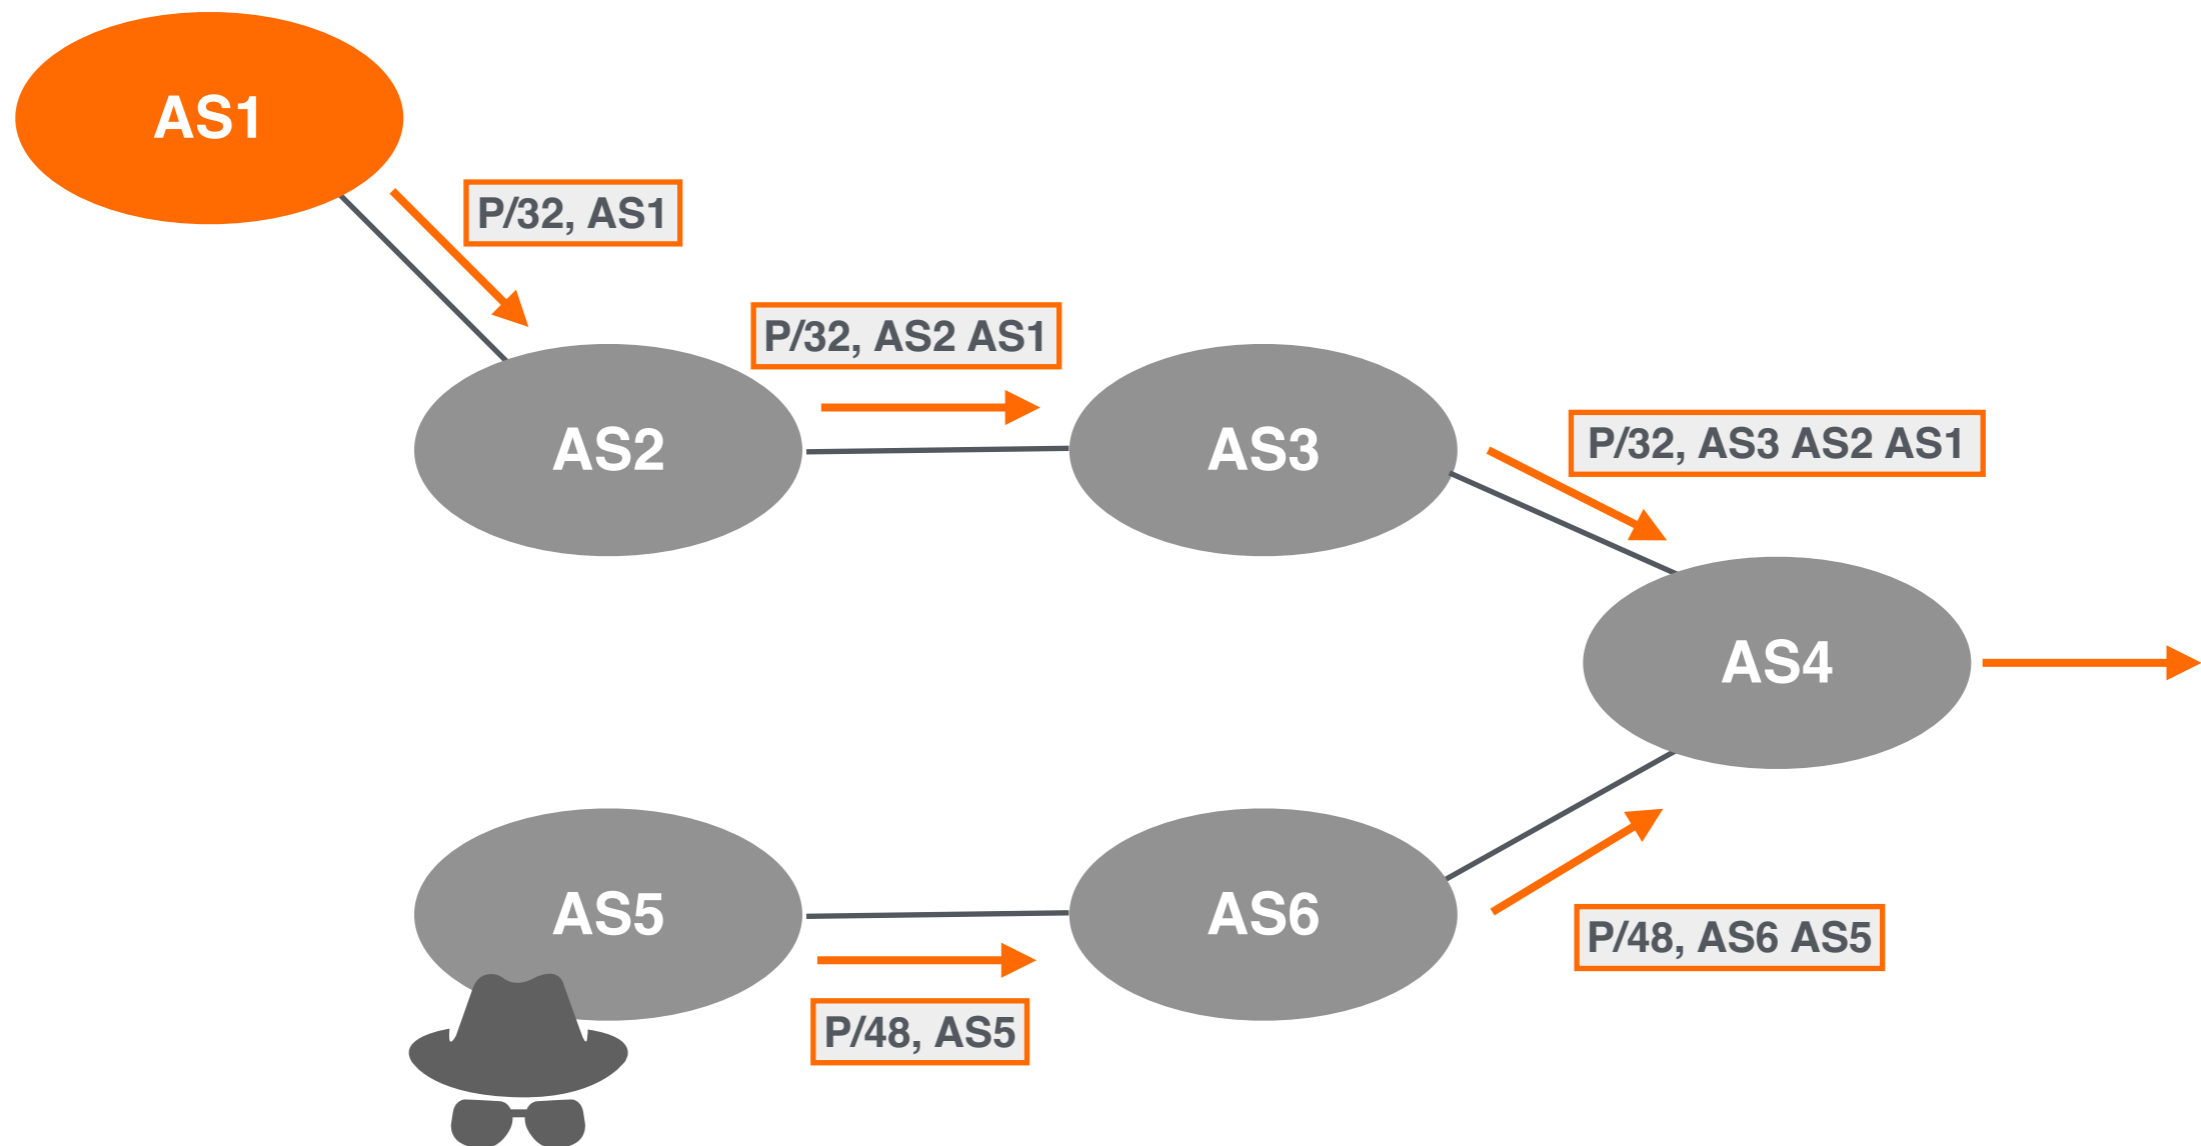 AS1
P/32, AS1
P/32, AS2 AS1
AS2
AS3
P/32, AS3 AS2 AS1
AS4
AS5
AS6
P/48, AS6 AS5
P/48, AS5